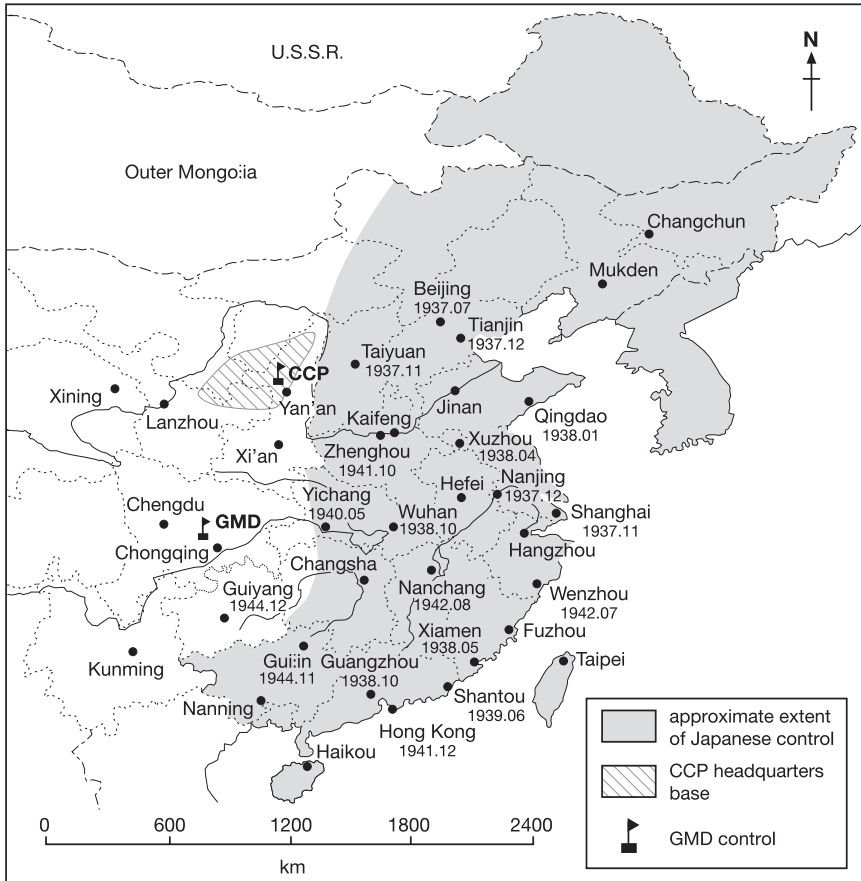 U.S.S.R.
N
Outer Mongo:ia
Changchun
Mukden
Beijing
1937.07
Tianjin
1937.12
Taiyuan
1937.11
CCP
Xining
Lanzhou
Yan'an
Jinan
Kaifeng
Qingdao
1938.01
Xi'an
Zhenghou
1941.10
Xuzhou
1938.04
Hefei
Nanjing
1937.12
Yichang
1940.05
Chengdu
GMD
Wuhan
1938.10
Shanghai
1937.11
Chongqing
Hangzhou
Changsha
Guiyang
1944.12
Nanchang
1942.08
Wenzhou
1942.07
Xiamen
1938.05
Fuzhou
Kunming
Gui:in
1944.11
Guangzhou
1938.10
Taipei
Nanning
Shantou
1939.06
Hong Kong
1941.12
Haikou
approximate extent
of Japanese control
CCP headquarters
base
GMD control
0 600 1200 1800 2400
km